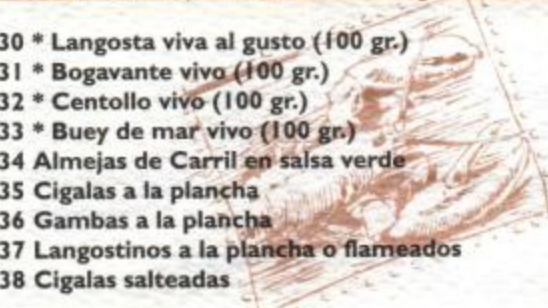 30 * Langosta viva al gusto (100 gr.)
31 * Bogavante vivo (100 gr.)
32 * Centollo vivo (100 gr.)
33 * Buey de mar vivo (100 gr.)
34 Almejas de Carril en salsa verde
35 Cigalas a la plancha
36 Gambas a la plancha
37 Langostinos a la plancha o flameados
38 Cigalas salteadas